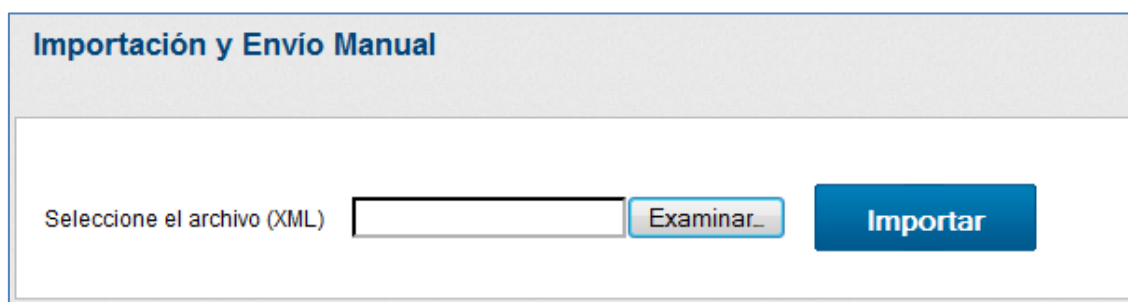 Importación y Envío Manual
Seleccione el archivo (XML) Examinar... Importar